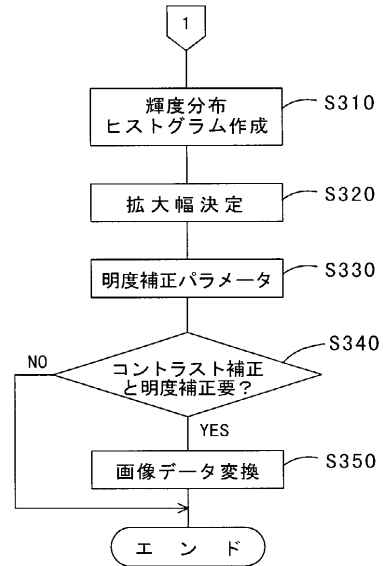 1
輝度分布
ヒストグラム作成
S310
拡大幅決定
S320
明度補正パラメータ
S330
コントラスト補正
と明度補正要?
S340
NO
YES
画像データ変換
S350
エンド